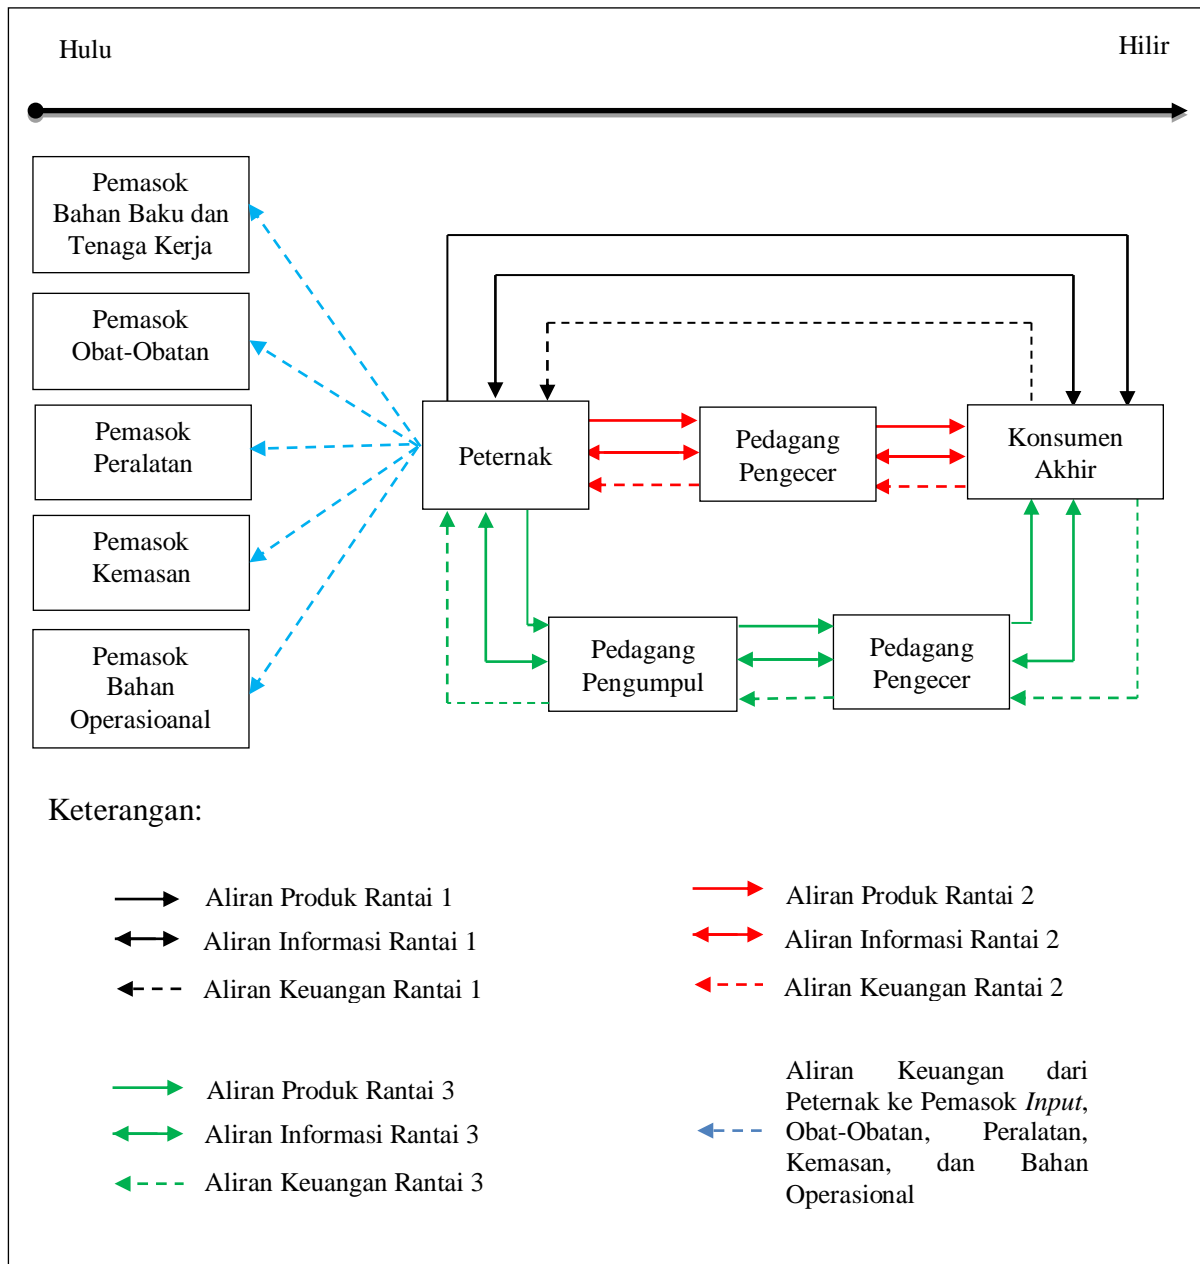 Hulu
Hilir
Pemasok
Bahan Baku dan
Tenaga Kerja
Pemasok
Obat-Obatan
Pemasok
Peralatan
Pemasok
Kemasan
Pemasok
Bahan
Operasioanal
Peternak
Pedagang
Pengecer
Konsumen
Akhir
Pedagang
Pengumpul
Pedagang
Pengecer
Keterangan:
Aliran Produk Rantai 1
Aliran Informasi Rantai 1
Aliran Keuangan Rantai 1
Aliran Produk Rantai 2
Aliran Informasi Rantai 2
Aliran Keuangan Rantai 2
Aliran Produk Rantai 3
Aliran Informasi Rantai 3
Aliran Keuangan Rantai 3
Aliran Keuangan dari
Peternak ke Pemasok Input,
Obat-Obatan, Peralatan,
Kemasan, dan Bahan
Operasional